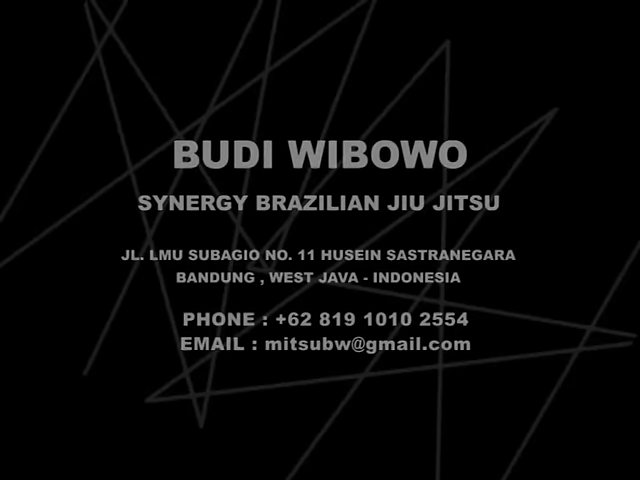 BUDI WIBOWO
SYNERGY BRAZILIAN JIU JITSU
JL. LMU SUBAGIO NO. 11 HUSEIN SASTRANEGARA
BANDUNG , WEST JAVA - INDONESIA
PHONE : +62 819 1010 2554
EMAIL : mitsubw@gmail.com